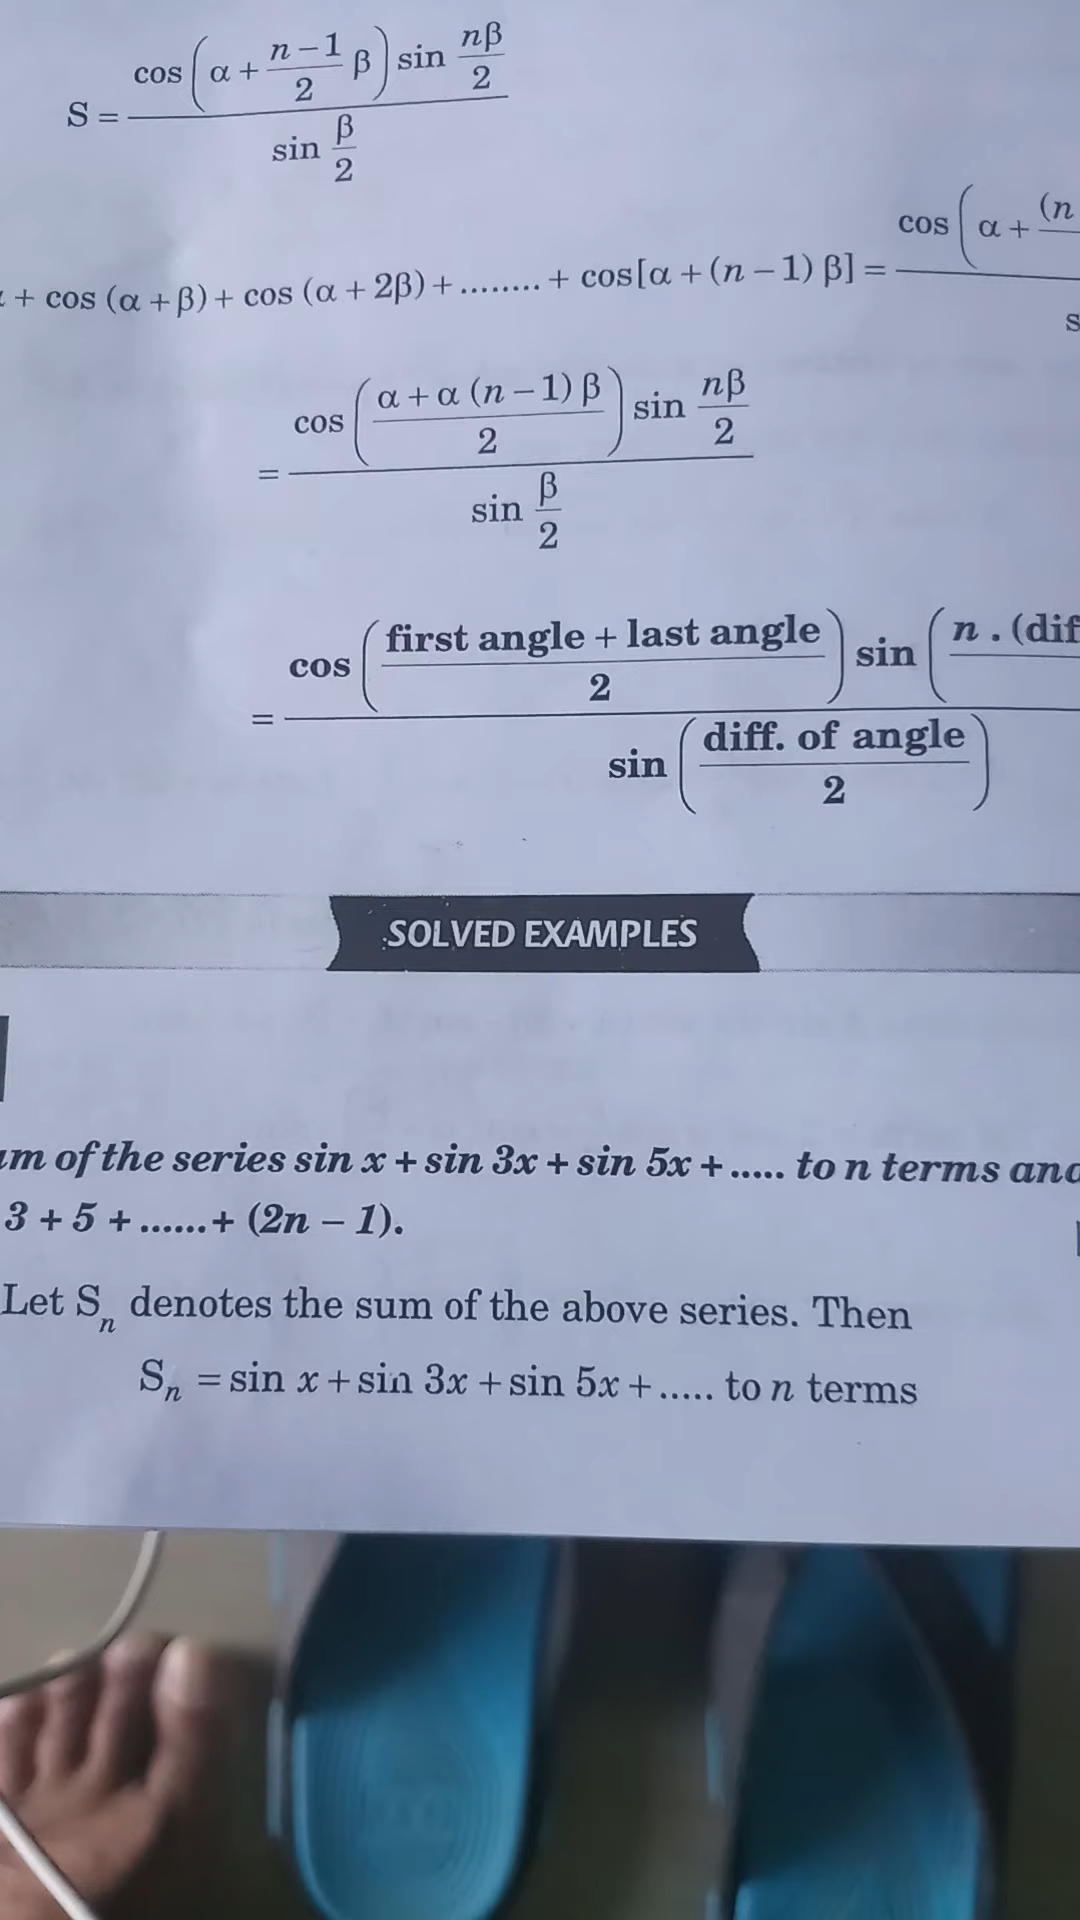 S = cos(α + n−1/2 β) sin nβ/2 / sin β/2
+ cos (α + β) + cos (α + 2β) + ........ + cos[α + (n − 1) β] = cos(α + (n
= cos(α + α (n − 1) β / 2) sin nβ/2 / sin β/2
= cos(first angle + last angle / 2) sin(n . (dif / sin(diff. of angle / 2)
SOLVED EXAMPLES
of the series sin x + sin 3x + sin 5x + ..... to n terms
3 + 5 + ...... + (2n − 1).
Let Sn denotes the sum of the above series. Then
Sn = sin x + sin 3x + sin 5x + ..... to n terms